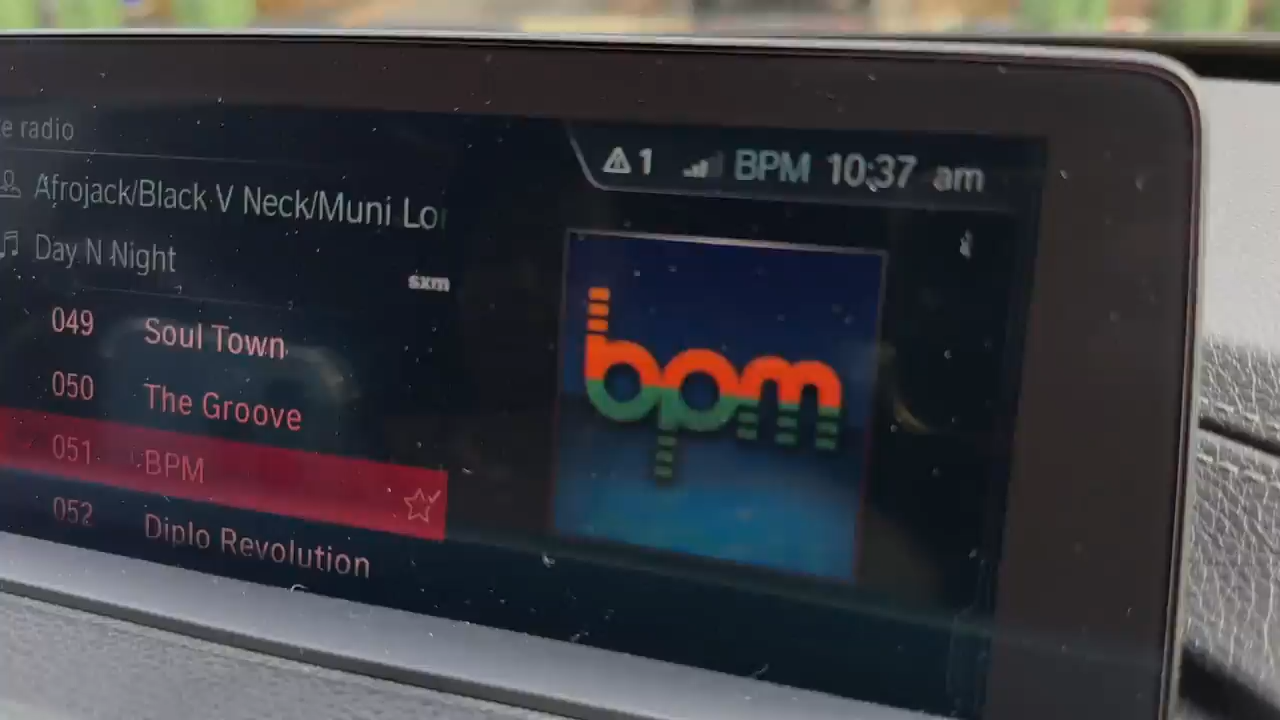 e radio
1 BPM 10:37 am
Afrojack/Black V Neck/Muni Lo
Day N Night
sxm
049 Soul Town
050 The Groove
051 BPM
052 Diplo Revolution
bpm